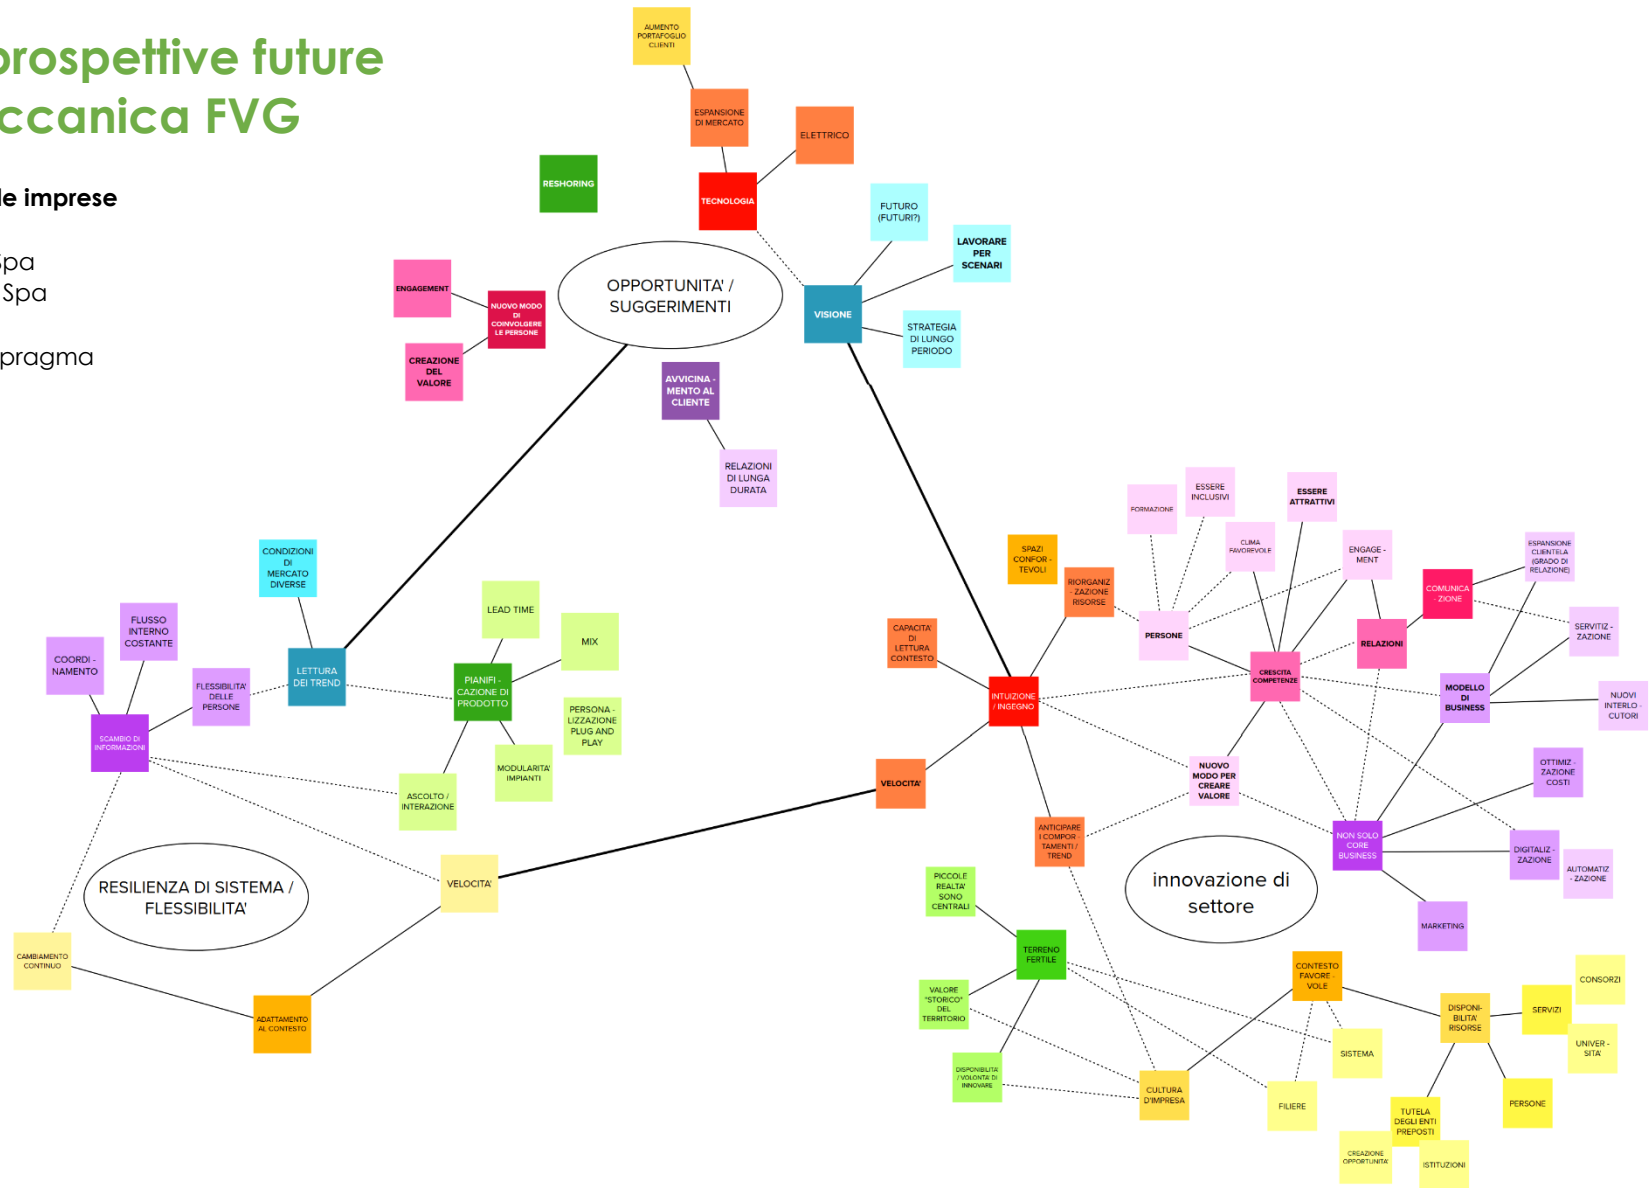 prospettive future
ccanica FVG
le imprese
Spa
Spa
pragma
AUMENTO
PORTAFOGLIO
CLIENTI
ESPANSIONE
DI MERCATO
ELETTRICO
RESHORING
TECNOLOGIA
FUTURO
(FUTURI?)
LAVORARE
PER
SCENARI
OPPORTUNITA' /
SUGGERIMENTI
VISIONE
STRATEGIA
DI LUNGO
PERIODO
ENGAGEMENT
NUOVO MODO
DI
COINVOLGERE
LE PERSONE
CREAZIONE
DEL
VALORE
AVVICINA -
MENTO AL
CLIENTE
RELAZIONI
DI LUNGA
DURATA
CONDIZIONI
DI
MERCATO
DIVERSE
FLUSSO
INTERNO
COSTANTE
COORDI -
NAMENTO
FLESSIBILITA'
DELLE
PERSONE
LETTURA
DEI TREND
SCAMBIO DI
INFORMAZIONI
LEAD TIME
MIX
PIANIFI -
CAZIONE DI
PRODOTTO
PERSONA -
LIZZAZIONE
PLUG AND
PLAY
MODULARITA'
IMPIANTI
ASCOLTO /
INTERAZIONE
RESILIENZA DI SISTEMA /
FLESSIBILITA'
VELOCITA'
CAMBIAMENTO
CONTINUO
ADATTAMENTO
AL CONTESTO
SPAZI
CONFOR -
TEVOLI
RIORGANIZ
- ZAZIONE
RISORSE
CAPACITA'
DI
LETTURA
CONTESTO
INTUIZIONE
/ INGEGNO
VELOCITA'
ANTICIPARE
I COMPOR -
TAMENTI /
TREND
FORMAZIONE
ESSERE
INCLUSIVI
ESSERE
ATTRATTIVI
CLIMA
FAVOREVOLE
ENGAGE -
MENT
PERSONE
CRESCITA
COMPETENZE
RELAZIONI
COMUNICA
- ZIONE
ESPANSIONE
CLIENTELA
(GRADO DI
RELAZIONE)
SERVITIZ -
ZAZIONE
MODELLO
DI
BUSINESS
NUOVI
INTERLO -
CUTORI
NUOVO
MODO PER
CREARE
VALORE
OTTIMIZ -
ZAZIONE
COSTI
NON SOLO
CORE
BUSINESS
DIGITALIZ -
ZAZIONE
AUTOMATIZ
- ZAZIONE
MARKETING
innovazione di
settore
PICCOLE
REALTA'
SONO
CENTRALI
TERRENO
FERTILE
VALORE
"STORICO"
DEL
TERRITORIO
DISPONIBILITA'
/ VOLONTA' DI
INNOVARE
CULTURA
D'IMPRESA
CONTESTO
FAVORE -
VOLE
SISTEMA
FILIERE
DISPONI-
BILITA'
RISORSE
SERVIZI
CONSORZI
UNIVER -
SITA'
PERSONE
TUTELA
DEGLI ENTI
PREPOSTI
CREAZIONE
OPPORTUNITA'
ISTITUZIONI